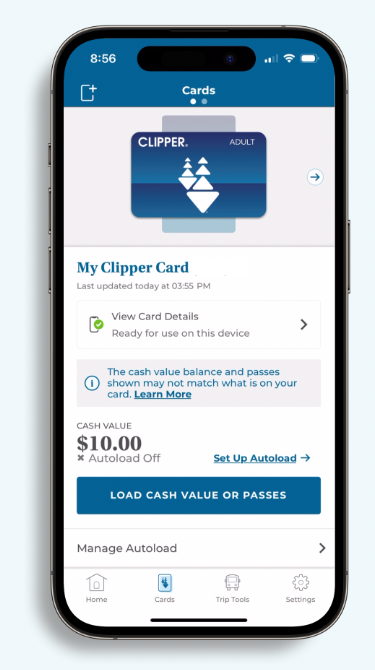 8:56
Cards
CLIPPER.
ADULT
My Clipper Card
Last updated today at 03:55 PM
View Card Details
Ready for use on this device
The cash value balance and passes
shown may not match what is on your
card. Learn More
CASH VALUE
$10.00
Autoload Off
Set Up Autoload
LOAD CASH VALUE OR PASSES
Manage Autoload
Home
Cards
Trip Tools
Settings